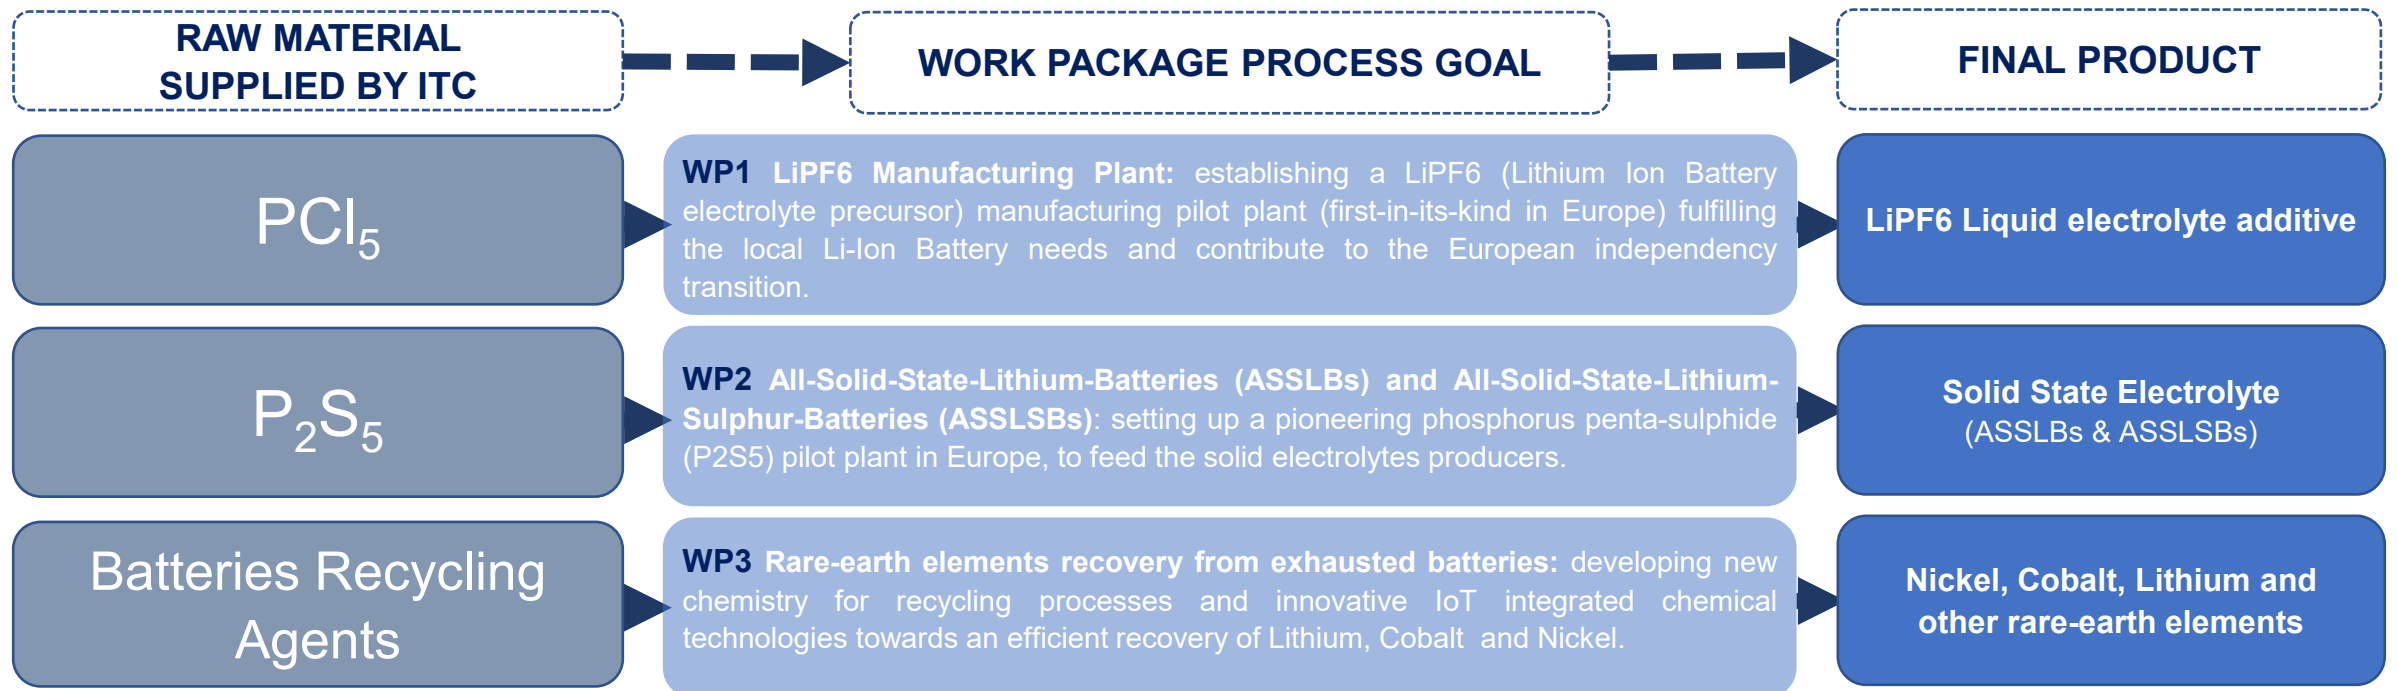 RAW MATERIAL
SUPPLIED BY ITC
WORK PACKAGE PROCESS GOAL
FINAL PRODUCT
PCl₅
WP1 LiPF6 Manufacturing Plant: establishing a LiPF6 (Lithium Ion Battery
electrolyte precursor) manufacturing pilot plant (first-in-its-kind in Europe) fulfilling
the local Li-Ion Battery needs and contribute to the European independency
transition.
LiPF6 Liquid electrolyte additive
P₂S₅
WP2 All-Solid-State-Lithium-Batteries (ASSLBs) and All-Solid-State-Lithium-
Sulphur-Batteries (ASSLSBs): setting up a pioneering phosphorus penta-sulphide
(P2S5) pilot plant in Europe, to feed the solid electrolytes producers.
Solid State Electrolyte
(ASSLBs & ASSLSBs)
Batteries Recycling
Agents
WP3 Rare-earth elements recovery from exhausted batteries: developing new
chemistry for recycling processes and innovative IoT integrated chemical
technologies towards an efficient recovery of Lithium, Cobalt and Nickel.
Nickel, Cobalt, Lithium and
other rare-earth elements